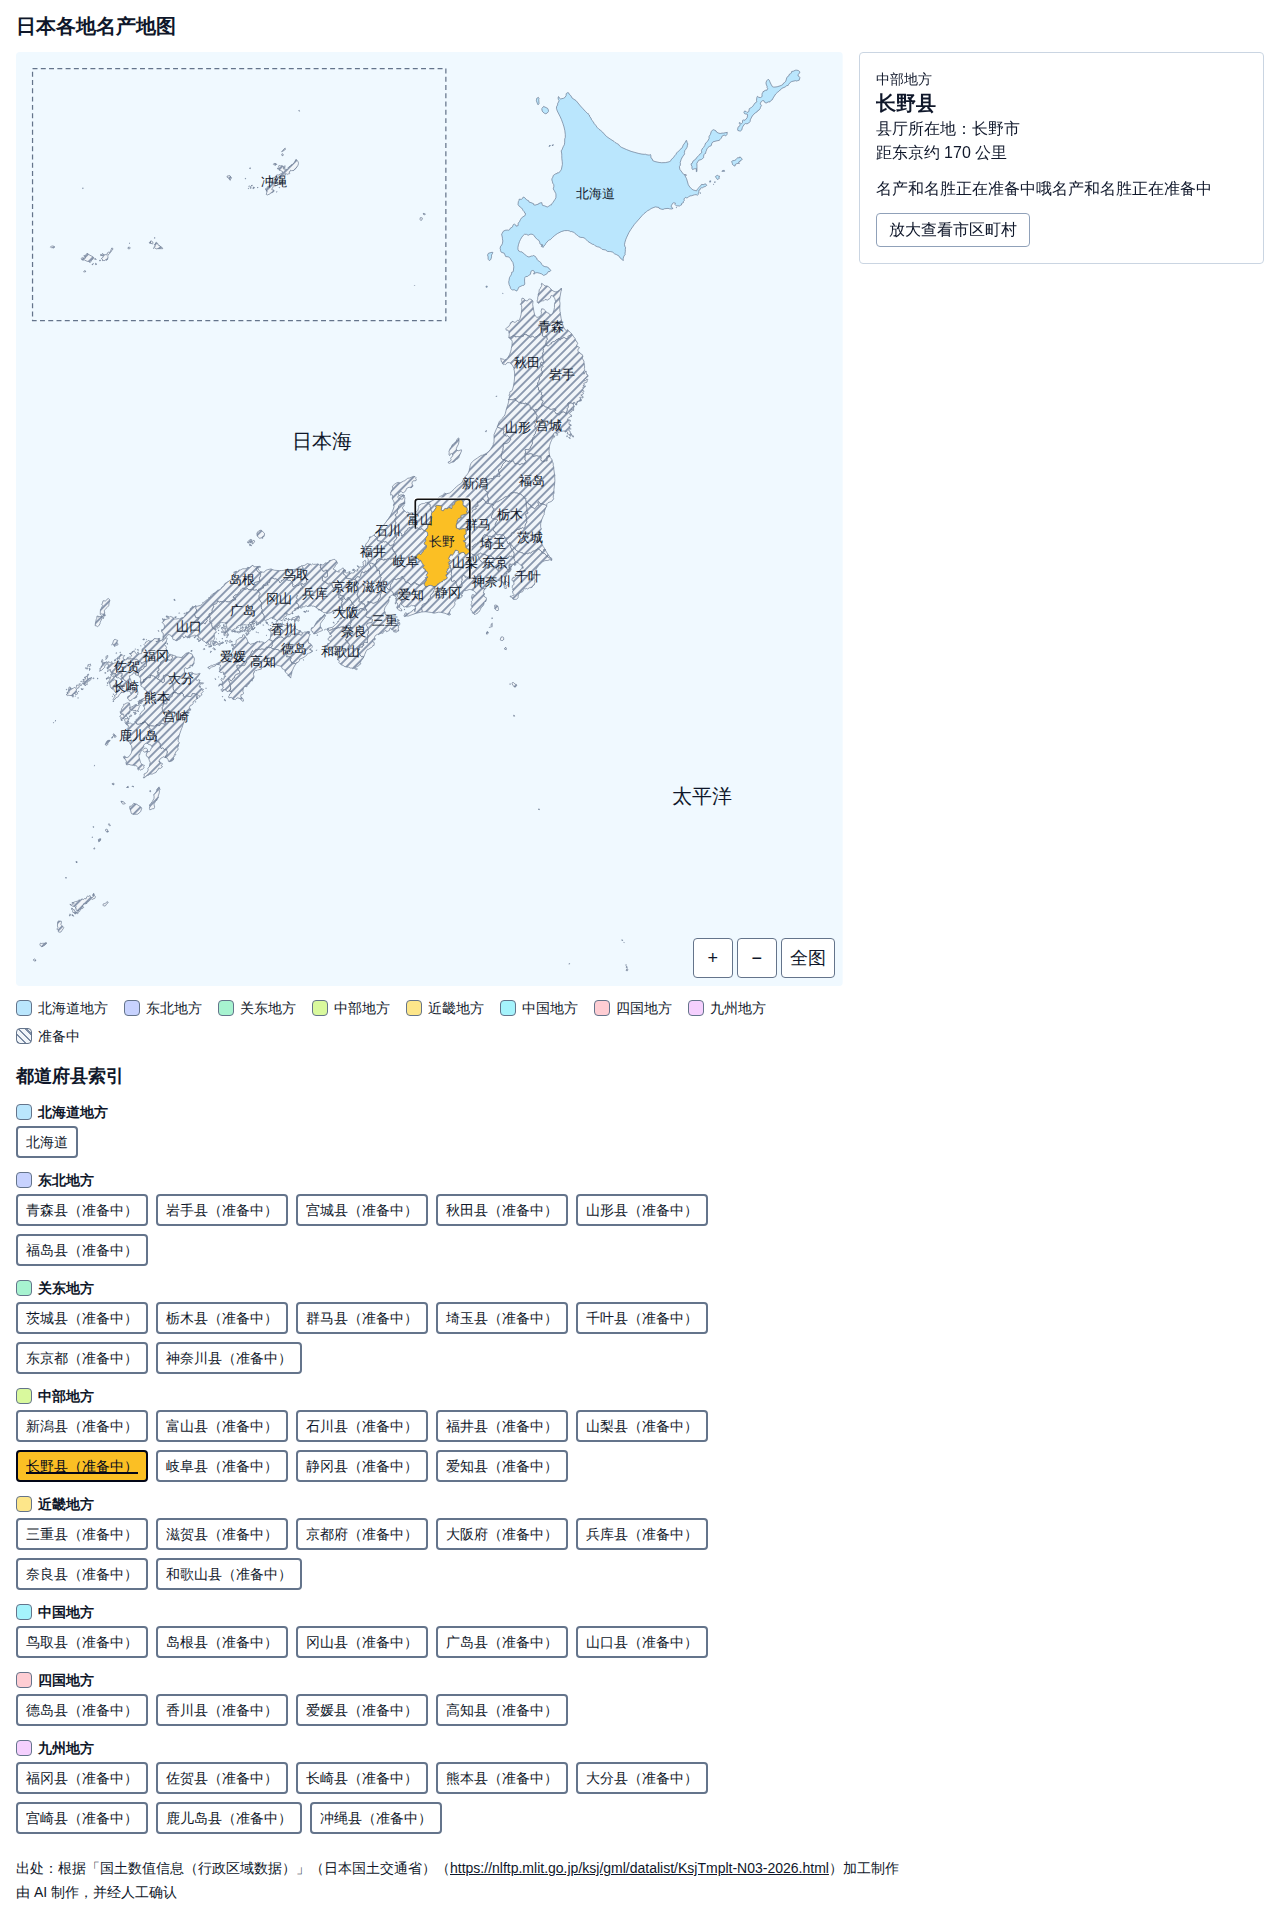 日本各地名产地图
冲绳
北海道
青森
秋田
岩手
山形
宫城
日本海
新潟
福岛
富山
石川
群马
栃木
长野
埼玉
茨城
福井
岐阜
山梨
东京
神奈川
千叶
岛根
鸟取
冈山
兵库
京都
滋贺
爱知
静冈
广岛
大阪
三重
山口
香川
奈良
德岛
和歌山
爱媛
高知
福冈
佐贺
大分
长崎
熊本
宫崎
鹿儿岛
太平洋
+
−
全图
中部地方
长野县
县厅所在地：长野市
距东京约 170 公里
名产和名胜正在准备中哦名产和名胜正在准备中
放大查看市区町村
北海道地方 东北地方 关东地方 中部地方 近畿地方 中国地方 四国地方 九州地方
准备中
都道府县索引
北海道地方
北海道
东北地方
青森县（准备中） 岩手县（准备中） 宫城县（准备中） 秋田县（准备中） 山形县（准备中）
福岛县（准备中）
关东地方
茨城县（准备中） 栃木县（准备中） 群马县（准备中） 埼玉县（准备中） 千叶县（准备中）
东京都（准备中） 神奈川县（准备中）
中部地方
新潟县（准备中） 富山县（准备中） 石川县（准备中） 福井县（准备中） 山梨县（准备中）
长野县（准备中） 岐阜县（准备中） 静冈县（准备中） 爱知县（准备中）
近畿地方
三重县（准备中） 滋贺县（准备中） 京都府（准备中） 大阪府（准备中） 兵库县（准备中）
奈良县（准备中） 和歌山县（准备中）
中国地方
鸟取县（准备中） 岛根县（准备中） 冈山县（准备中） 广岛县（准备中） 山口县（准备中）
四国地方
德岛县（准备中） 香川县（准备中） 爱媛县（准备中） 高知县（准备中）
九州地方
福冈县（准备中） 佐贺县（准备中） 长崎县（准备中） 熊本县（准备中） 大分县（准备中）
宫崎县（准备中） 鹿儿岛县（准备中） 冲绳县（准备中）
出处：根据「国土数值信息（行政区域数据）」（日本国土交通省）（https://nlftp.mlit.go.jp/ksj/gml/datalist/KsjTmplt-N03-2026.html）加工制作
由 AI 制作，并经人工确认